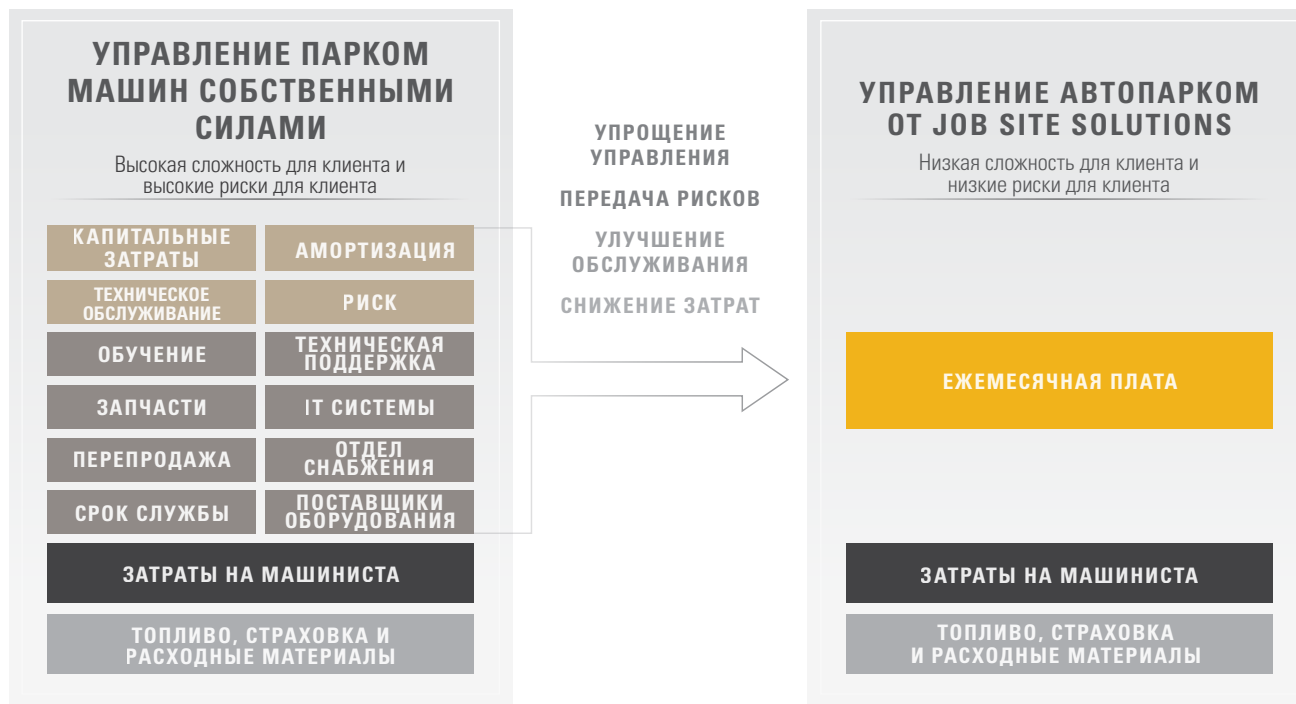 УПРАВЛЕНИЕ ПАРКОМ
МАШИН СОБСТВЕННЫМИ
СИЛАМИ
Высокая сложность для клиента и
высокие риски для клиента
КАПИТАЛЬНЫЕ
ЗАТРАТЫ
АМОРТИЗАЦИЯ
ТЕХНИЧЕСКОЕ
ОБСЛУЖИВАНИЕ
РИСК
ОБУЧЕНИЕ
ТЕХНИЧЕСКАЯ
ПОДДЕРЖКА
ЗАПЧАСТИ
IT СИСТЕМЫ
ПЕРЕПРОДАЖА
ОТДЕЛ
СНАБЖЕНИЯ
СРОК СЛУЖБЫ
ПОСТАВЩИКИ
ОБОРУДОВАНИЯ
ЗАТРАТЫ НА МАШИНИСТА
ТОПЛИВО, СТРАХОВКА И
РАСХОДНЫЕ МАТЕРИАЛЫ
УПРОЩЕНИЕ
УПРАВЛЕНИЯ
ПЕРЕДАЧА РИСКОВ
УЛУЧШЕНИЕ
ОБСЛУЖИВАНИЯ
СНИЖЕНИЕ ЗАТРАТ
УПРАВЛЕНИЕ АВТОПАРКОМ
ОТ JOB SITE SOLUTIONS
Низкая сложность для клиента и
низкие риски для клиента
ЕЖЕМЕСЯЧНАЯ ПЛАТА
ЗАТРАТЫ НА МАШИНИСТА
ТОПЛИВО, СТРАХОВКА
И РАСХОДНЫЕ МАТЕРИАЛЫ